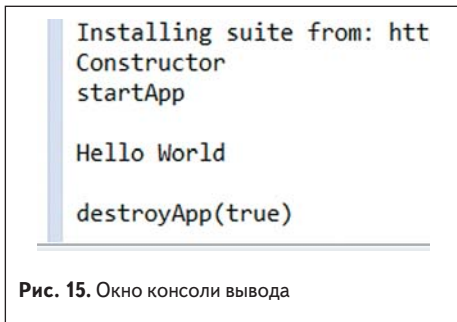 Installing suite from: htt
Constructor
startApp
Hello World
destroyApp(true)
Рис. 15. Окно консоли вывода